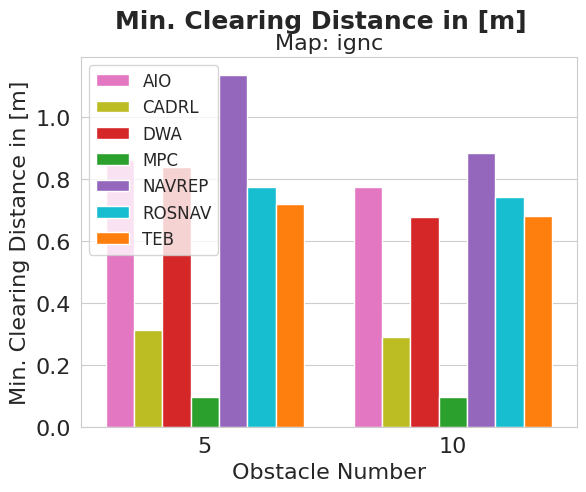 Min. Clearing Distance in [m]
Map: ignc
Min. Clearing Distance in [m]
1.0
0.8
0.6
0.4
0.2
0.0
AIO
CADRL
DWA
MPC
NAVREP
ROSNAV
TEB
5
10
Obstacle Number